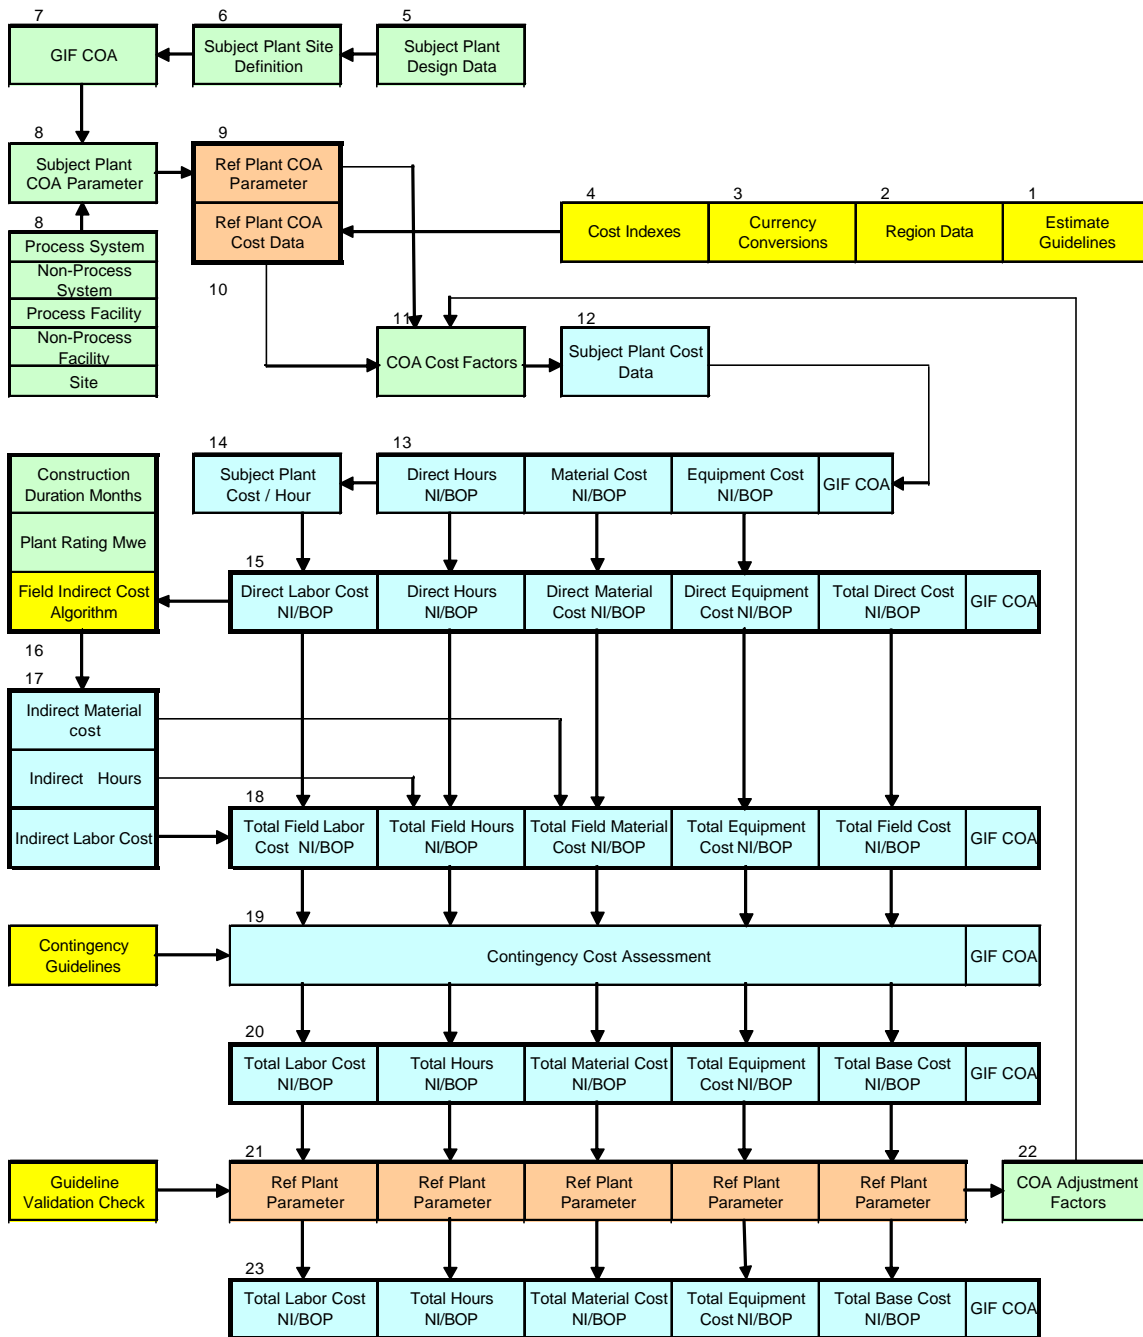 7
6
5
GIF COA
Subject Plant Site
Definition
Subject Plant
Design Data
8
9
Subject Plant
COA Parameter
Ref Plant COA
Parameter
4
3
2
1
Ref Plant COA
Cost Data
Cost Indexes
Currency
Conversions
Region Data
Estimate
Guidelines
8
Process System
Non-Process
System
Process Facility
Non-Process
Facility
Site
10
11
12
COA Cost Factors
Subject Plant Cost
Data
14
13
Construction
Duration Months
Subject Plant
Cost / Hour
Direct Hours
NI/BOP
Material Cost
NI/BOP
Equipment Cost
NI/BOP
GIF COA
Plant Rating Mwe
15
Field Indirect Cost
Algorithm
Direct Labor Cost
NI/BOP
Direct Hours
NI/BOP
Direct Material
Cost NI/BOP
Direct Equipment
Cost NI/BOP
Total Direct Cost
NI/BOP
GIF COA
16
17
Indirect Material
cost
Indirect Hours
18
Indirect Labor Cost
Total Field Labor
Cost NI/BOP
Total Field Hours
NI/BOP
Total Field Material
Cost NI/BOP
Total Equipment
Cost NI/BOP
Total Field Cost
NI/BOP
GIF COA
19
Contingency
Guidelines
Contingency Cost Assessment
GIF COA
20
Total Labor Cost
NI/BOP
Total Hours
NI/BOP
Total Material Cost
NI/BOP
Total Equipment
Cost NI/BOP
Total Base Cost
NI/BOP
GIF COA
21
22
Guideline
Validation Check
Ref Plant
Parameter
Ref Plant
Parameter
Ref Plant
Parameter
Ref Plant
Parameter
Ref Plant
Parameter
COA Adjustment
Factors
23
Total Labor Cost
NI/BOP
Total Hours
NI/BOP
Total Material Cost
NI/BOP
Total Equipment
Cost NI/BOP
Total Base Cost
NI/BOP
GIF COA